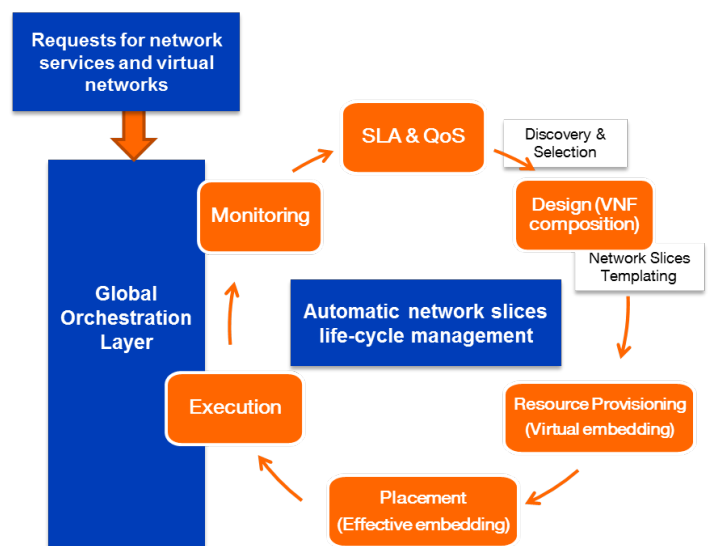 Requests for network
services and virtual
networks
SLA & QoS
Discovery &
Selection
Monitoring
Design (VNF
composition)
Network Slices
Templating
Global
Orchestration
Layer
Automatic network slices
life-cycle management
Execution
Resource Provisioning
(Virtual embedding)
Placement
(Effective embedding)